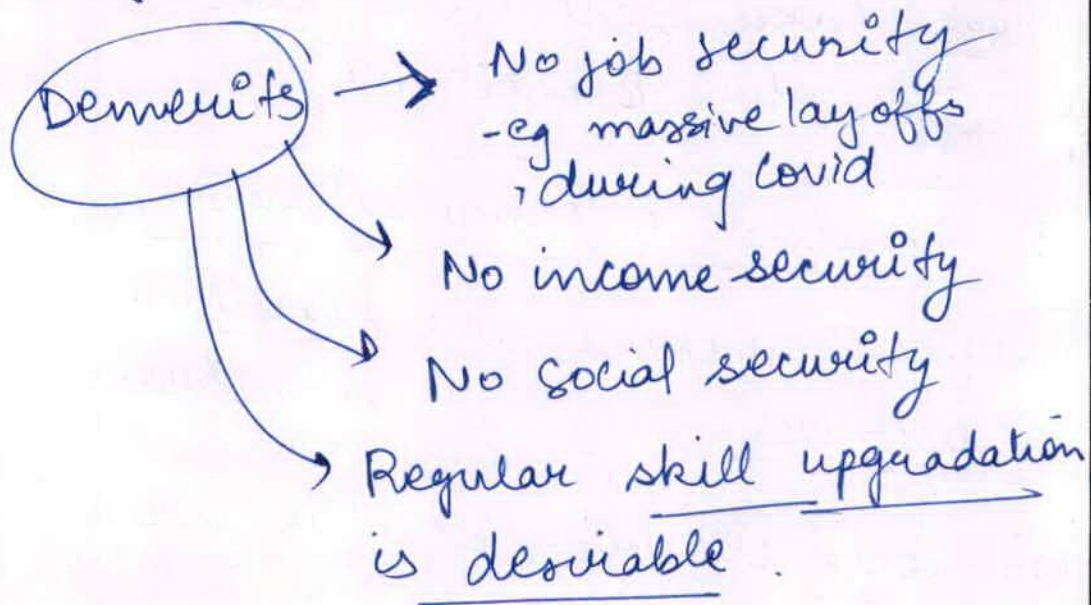 Demerits → No job security
-eg massive layoffs
, during Covid
No income security
No Social security
Regular skill upgradation
is desirable.